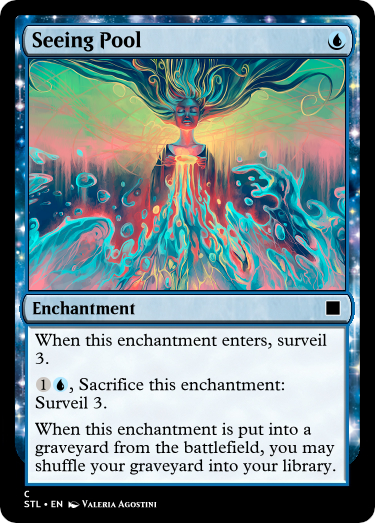 Seeing Pool
Enchantment
When this enchantment enters, surveil
3.
1, Sacrifice this enchantment:
Surveil 3.
When this enchantment is put into a
graveyard from the battlefield, you may
shuffle your graveyard into your library.
C
STL • EN Valeria Agostini